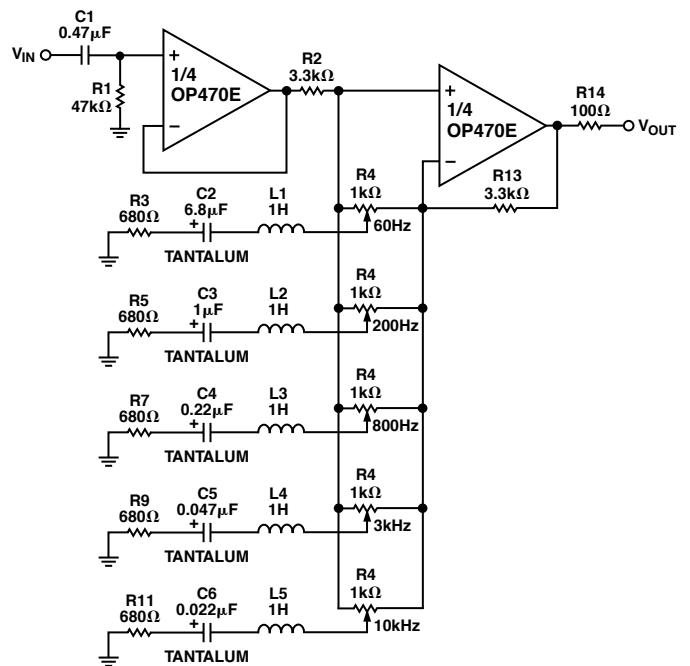 C1
0.47µF
V_IN
R1
47kΩ
+
1/4
OP470E
–
R2
3.3kΩ
+
1/4
OP470E
–
R14
100Ω
V_OUT
R13
3.3kΩ
R3
680Ω
C2
6.8µF
+
TANTALUM
L1
1H
R4
1kΩ
60Hz
R5
680Ω
C3
1µF
+
TANTALUM
L2
1H
R4
1kΩ
200Hz
R7
680Ω
C4
0.22µF
+
TANTALUM
L3
1H
R4
1kΩ
800Hz
R9
680Ω
C5
0.047µF
+
TANTALUM
L4
1H
R4
1kΩ
3kHz
R11
680Ω
C6
0.022µF
+
TANTALUM
L5
1H
R4
1kΩ
10kHz